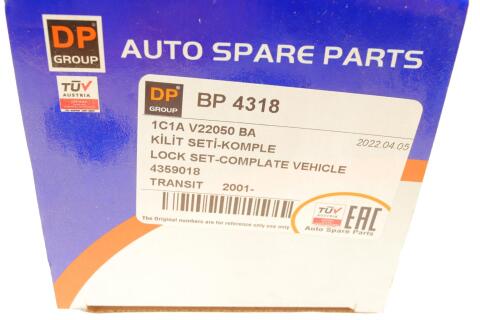 DP
GROUP
AUTO SPARE PARTS
TÜV
AUSTRIA
DP
GROUP
BP 4318
1C1A V22050 BA
2022.04.05
KİLİT SETİ-KOMPLE
LOCK SET-COMPLATE VEHICLE
4359018
TRANSIT 2001-
TÜV
AUSTRIA
EAC
The Original numbers are for reference only and use only
Auto Spare Parts